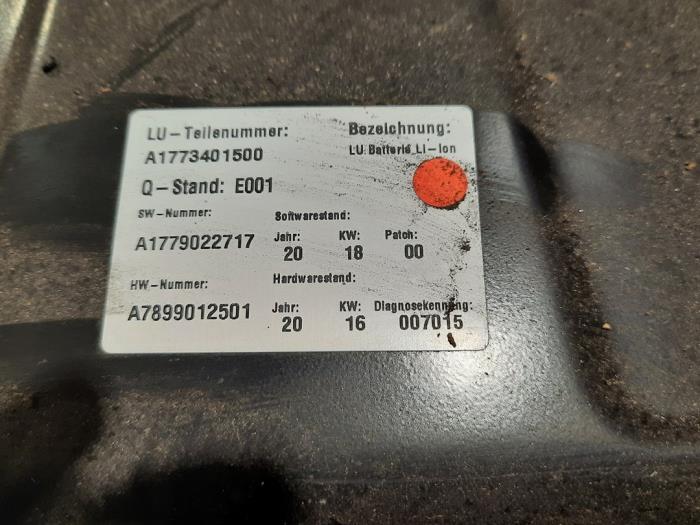 LU-Teilenummer: Bezeichnung:
A1773401500 LU Batterie Li-Ion
Q-Stand: E001
SW-Nummer: Softwarestand:
Jahr: KW: Patch:
A1779022717 20 18 00
HW-Nummer: Hardwarestand:
Jahr: KW: Diagnosekennung:
A7899012501 20 16 007015